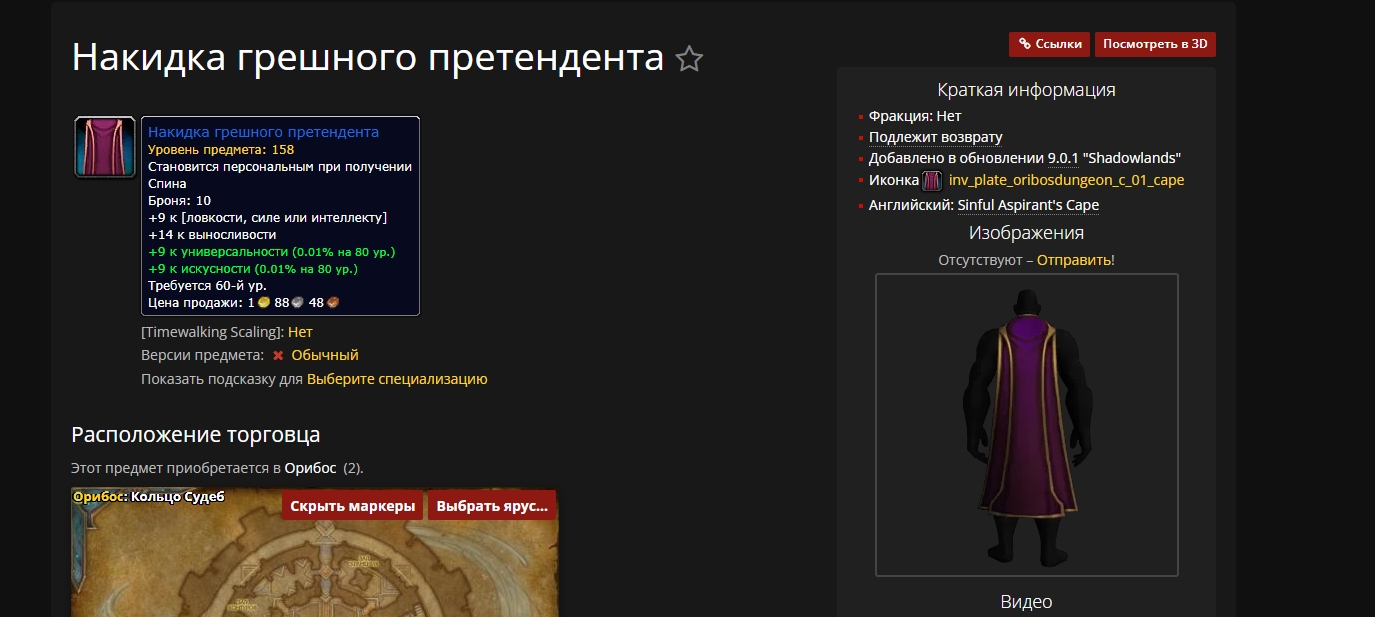 Накидка грешного претендента
Ссылки
Посмотреть в 3D
Накидка грешного претендента
Уровень предмета: 158
Становится персональным при получении
Спина
Броня: 10
+9 к [ловкости, силе или интеллекту]
+14 к выносливости
+9 к универсальности (0.01% на 80 ур.)
+9 к искусности (0.01% на 80 ур.)
Требуется 60-й ур.
Цена продажи: 1 88 48
[Timewalking Scaling]: Нет
Версии предмета: Обычный
Показать подсказку для Выберите специализацию
Расположение торговца
Этот предмет приобретается в Орибос (2).
Орибос: Кольцо Судеб
Скрыть маркеры
Выбрать ярус...
Краткая информация
Фракция: Нет
Подлежит возврату
Добавлено в обновлении 9.0.1 "Shadowlands"
Иконка inv_plate_oribosdungeon_c_01_cape
Английский: Sinful Aspirant's Cape
Изображения
Отсутствуют – Отправить!
Видео